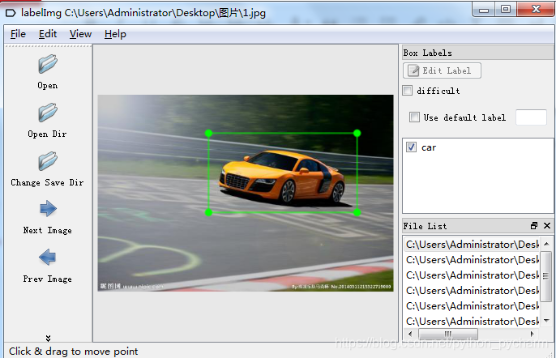 labelImg C:\Users\Administrator\Desktop\图片\1.jpg
File Edit View Help
Open
Open Dir
Change Save Dir
Next Image
Prev Image
Box Labels
Edit Label
difficult
Use default label
car
File List
C:\Users\Administrator\Desk
C:\Users\Administrator\Desk
C:\Users\Administrator\Desk
C:\Users\Administrator\Desk
C:\Users\Administrator\Desk
C:\Users\Administrator\Desk
Click & drag to move point
https://blog.csdn.net/python_pycharm